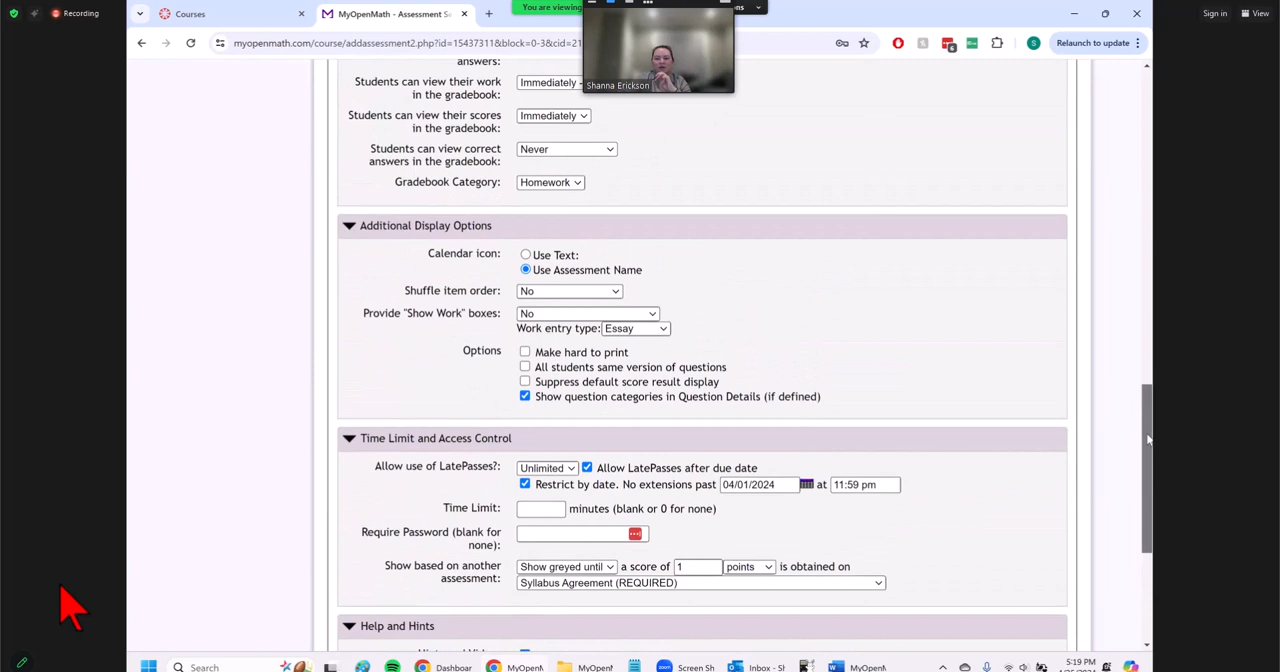 Recording
Courses
MyOpenMath - Assessment Se
You are viewing
ons
Sign in
View
myopenmath.com/course/addassessment2.php?id=15437311&block=0-3&cid=21
Relaunch to update
Shanna Erickson
answers:
Students can view their work in the gradebook:
Immediately -
Students can view their scores in the gradebook:
Immediately
Students can view correct answers in the gradebook:
Never
Gradebook Category:
Homework
Additional Display Options
Calendar icon:
Use Text:
Use Assessment Name
Shuffle item order:
No
Provide "Show Work" boxes:
No
Work entry type: Essay
Options
Make hard to print
All students same version of questions
Suppress default score result display
Show question categories in Question Details (if defined)
Time Limit and Access Control
Allow use of LatePasses?:
Unlimited
Allow LatePasses after due date
Restrict by date. No extensions past 04/01/2024 at 11:59 pm
Time Limit:
minutes (blank or 0 for none)
Require Password (blank for none):
Show based on another assessment:
Show greyed until a score of 1 points is obtained on
Syllabus Agreement (REQUIRED)
Help and Hints
Search
Dashboar
MyOpenM
MyOpenM
Screen Sh
Inbox - Sh
MyOpenM
5:19 PM